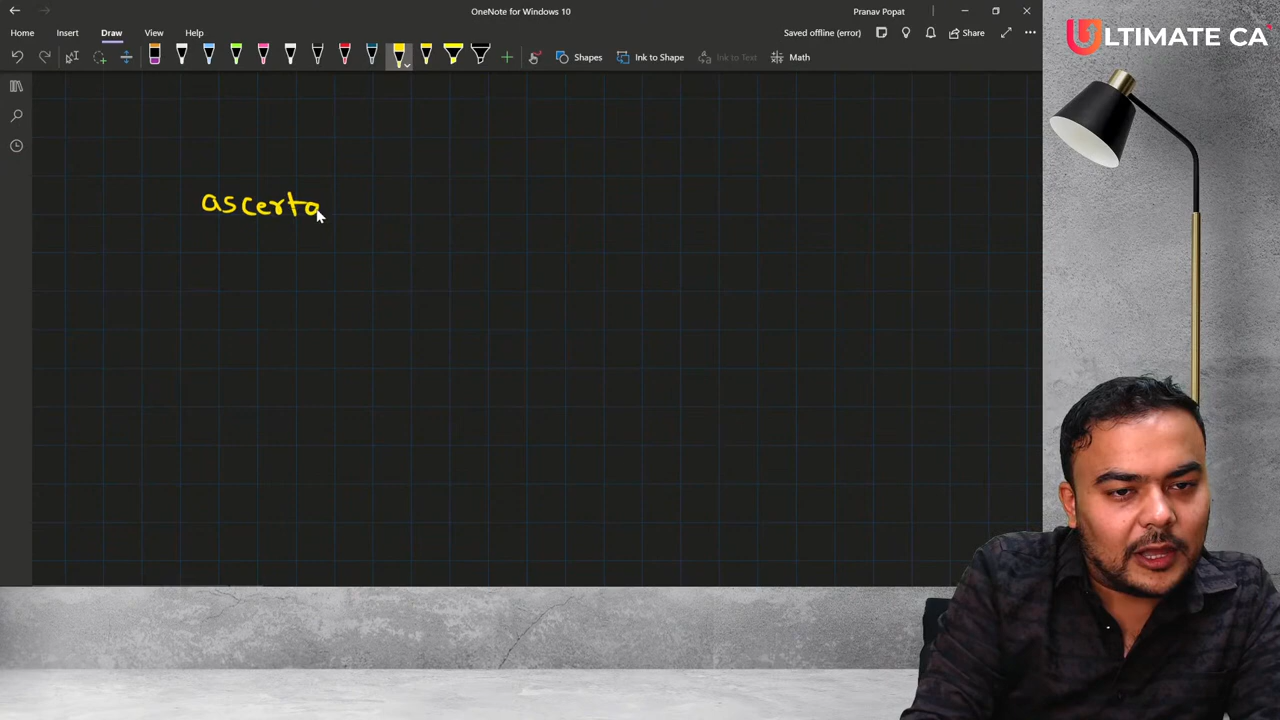 OneNote for Windows 10
Pranav Popat
Home Insert Draw View Help
Saved offline (error)
Share
Shapes
Ink to Shape
Ink to Text
Math
ULTIMATE CA
ascerta